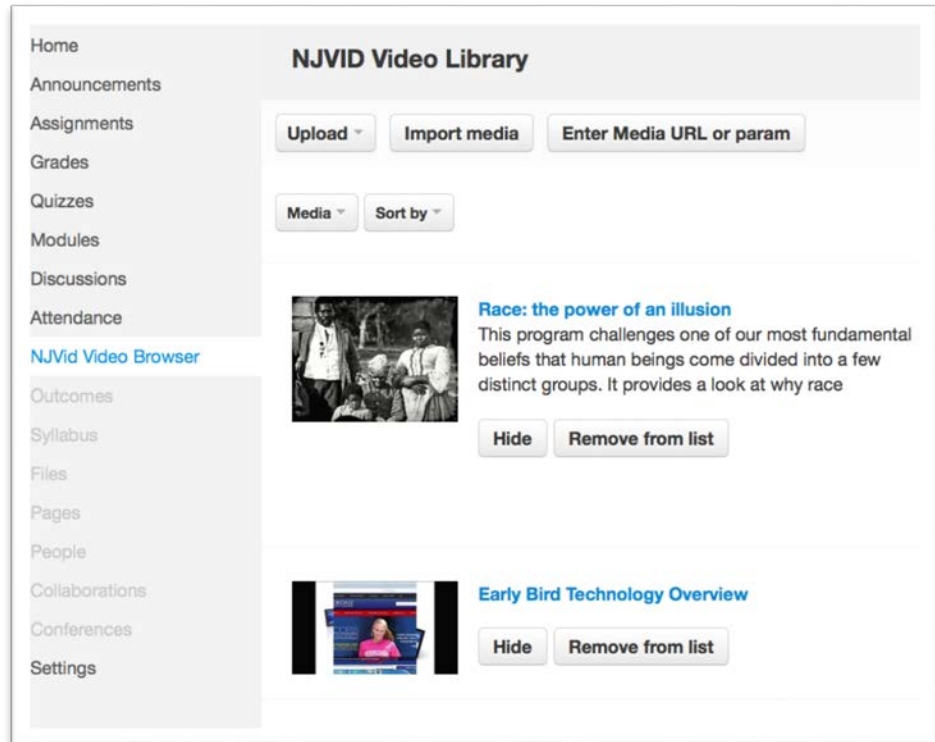 Home
Announcements
Assignments
Grades
Quizzes
Modules
Discussions
Attendance
NJVid Video Browser
Outcomes
Syllabus
Files
Pages
People
Collaborations
Conferences
Settings
NJVID Video Library
Upload
Import media
Enter Media URL or param
Media
Sort by
Race: the power of an illusion
This program challenges one of our most fundamental
beliefs that human beings come divided into a few
distinct groups. It provides a look at why race
Hide
Remove from list
Early Bird Technology Overview
Hide
Remove from list